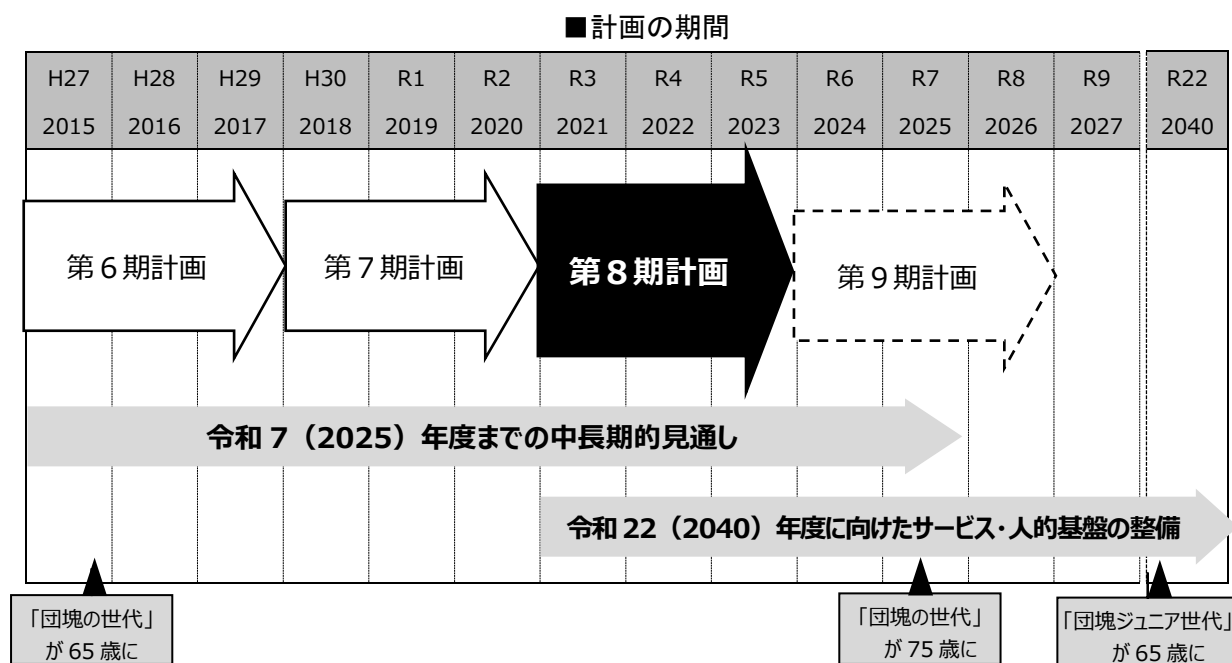 ■計画の期間
H27 H28 H29 H30 R1 R2 R3 R4 R5 R6 R7 R8 R9 R22
2015 2016 2017 2018 2019 2020 2021 2022 2023 2024 2025 2026 2027 2040
第6期計画 第7期計画 第8期計画 第9期計画
令和7（2025）年度までの中長期的見通し
令和22（2040）年度に向けたサービス・人的基盤の整備
「団塊の世代」
が65歳に
「団塊の世代」
が75歳に
「団塊ジュニア世代」
が65歳に